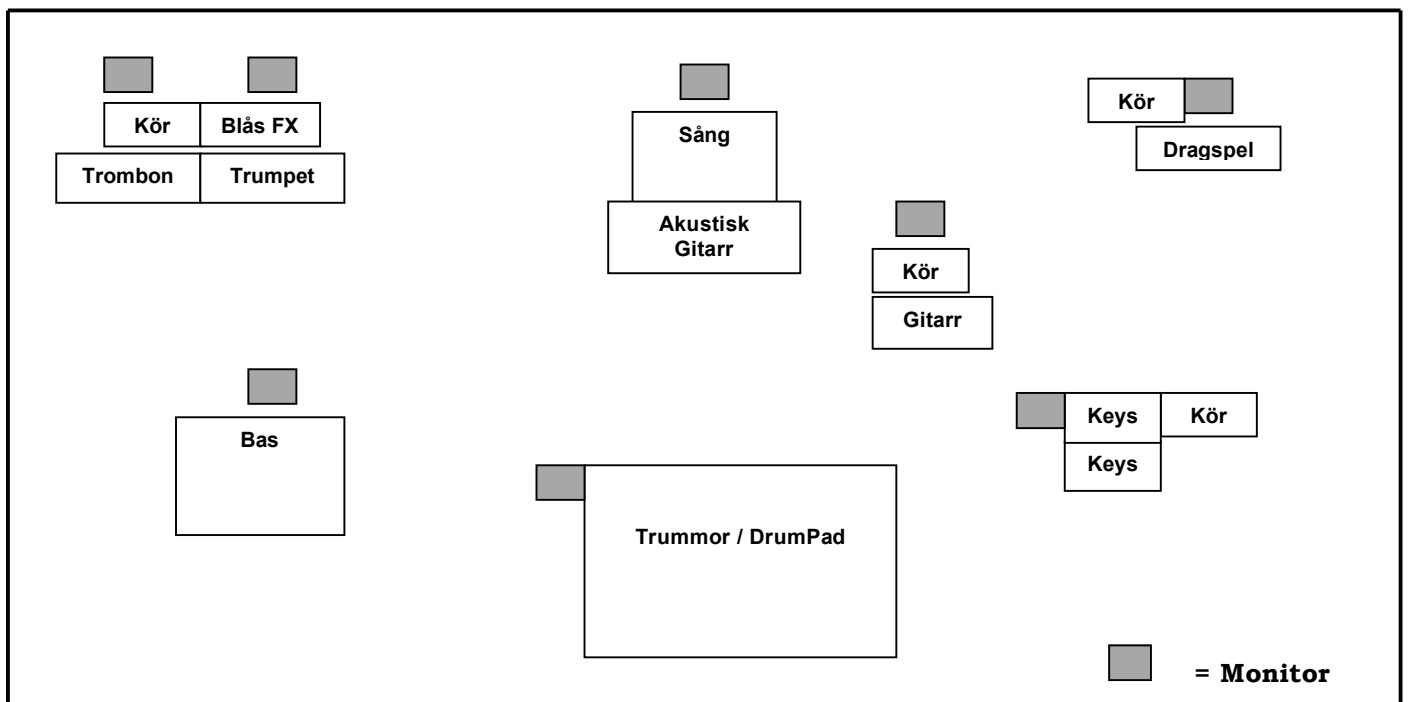 Kör
Blås FX
Trombon
Trumpet
Sång
Akustisk
Gitarr
Kör
Dragspel
Kör
Gitarr
Bas
Keys
Kör
Keys
Trummor / DrumPad
= Monitor